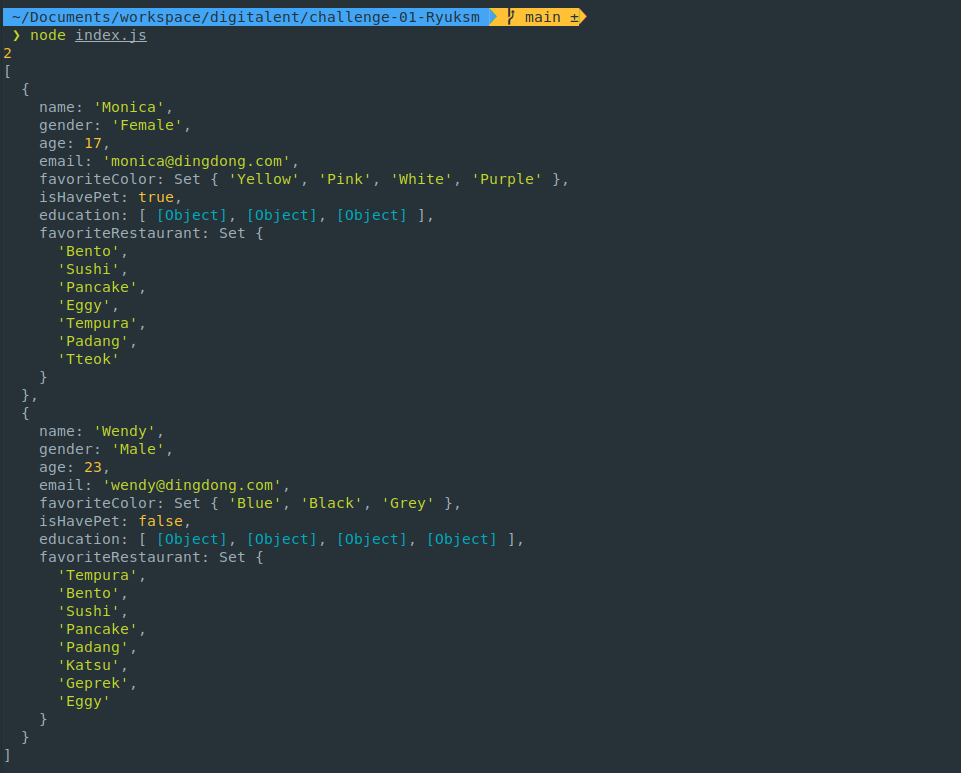 ~/Documents/workspace/digitalent/challenge-01-Ryuksm main ±
❯ node index.js
2
[
  {
    name: 'Monica',
    gender: 'Female',
    age: 17,
    email: 'monica@dingdong.com',
    favoriteColor: Set { 'Yellow', 'Pink', 'White', 'Purple' },
    isHavePet: true,
    education: [ [Object], [Object], [Object] ],
    favoriteRestaurant: Set {
      'Bento',
      'Sushi',
      'Pancake',
      'Eggy',
      'Tempura',
      'Padang',
      'Tteok'
    }
  },
  {
    name: 'Wendy',
    gender: 'Male',
    age: 23,
    email: 'wendy@dingdong.com',
    favoriteColor: Set { 'Blue', 'Black', 'Grey' },
    isHavePet: false,
    education: [ [Object], [Object], [Object], [Object] ],
    favoriteRestaurant: Set {
      'Tempura',
      'Bento',
      'Sushi',
      'Pancake',
      'Padang',
      'Katsu',
      'Geprek',
      'Eggy'
    }
  }
]